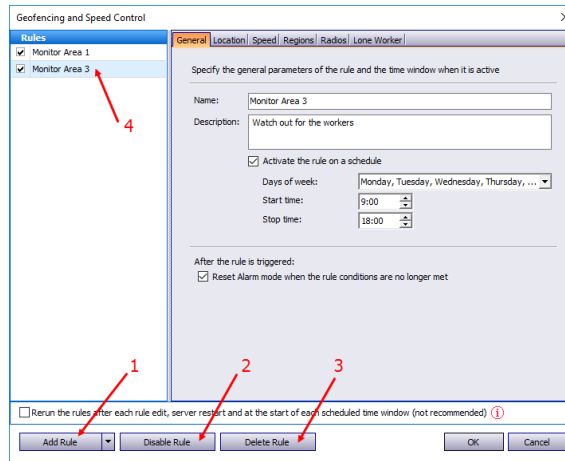 Geofencing and Speed Control
Rules
Monitor Area 1
Monitor Area 3
4
General Location Speed Regions Radios Lone Worker
Specify the general parameters of the rule and the time window when it is active
Name: Monitor Area 3
Description: Watch out for the workers
Activate the rule on a schedule
Days of week: Monday, Tuesday, Wednesday, Thursday, ...
Start time: 9:00
Stop time: 18:00
After the rule is triggered:
Reset Alarm mode when the rule conditions are no longer met
1 2 3
Rerun the rules after each rule edit, server restart and at the start of each scheduled time window (not recommended) i
Add Rule Disable Rule Delete Rule OK Cancel